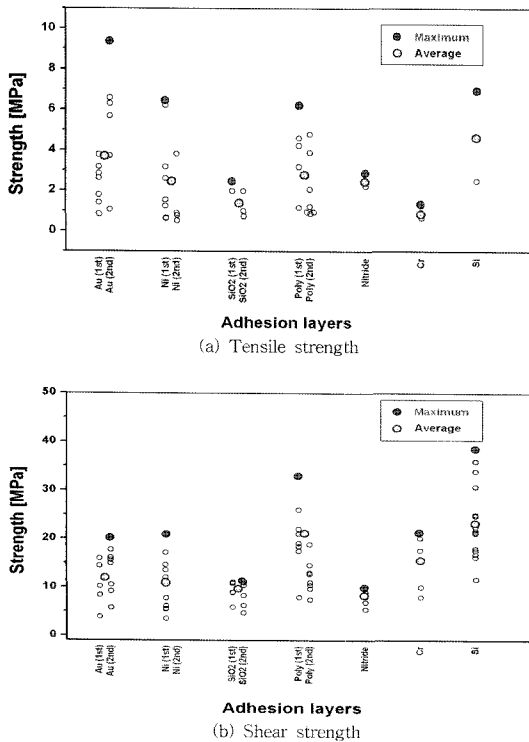 Strength [MPa]
10
8
6
4
2
0
Maximum
Average
Au (1st)
Au (2nd)
Ni (1st)
Ni (2nd)
SiO2 (1st)
SiO2 (2nd)
Poly (1st)
Poly (2nd)
Nitride
Cr
Si
Adhesion layers
(a) Tensile strength
Strength [MPa]
50
40
30
20
10
0
Maximum
Average
Au (1st)
Au (2nd)
Ni (1st)
Ni (2nd)
SiO2 (1st)
SiO2 (2nd)
Poly (1st)
Poly (2nd)
Nitride
Cr
Si
Adhesion layers
(b) Shear strength